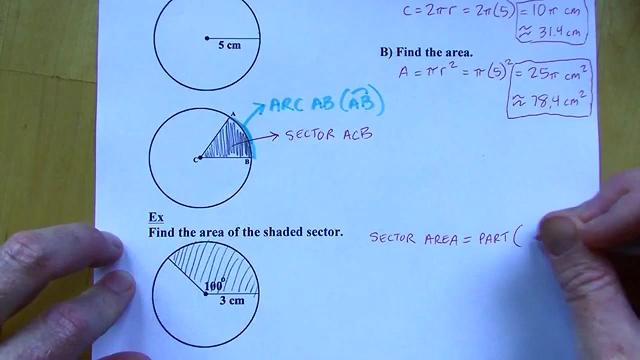 C = 2πr = 2π(5) = 10π cm
≈ 31.4 cm
5 cm
B) Find the area.
A = πr² = π(5)² = 25π cm²
≈ 78.4 cm²
A
C
B
ARC AB (AB)
SECTOR ACB
Ex
Find the area of the shaded sector.
SECTOR AREA = PART (
100°
3 cm